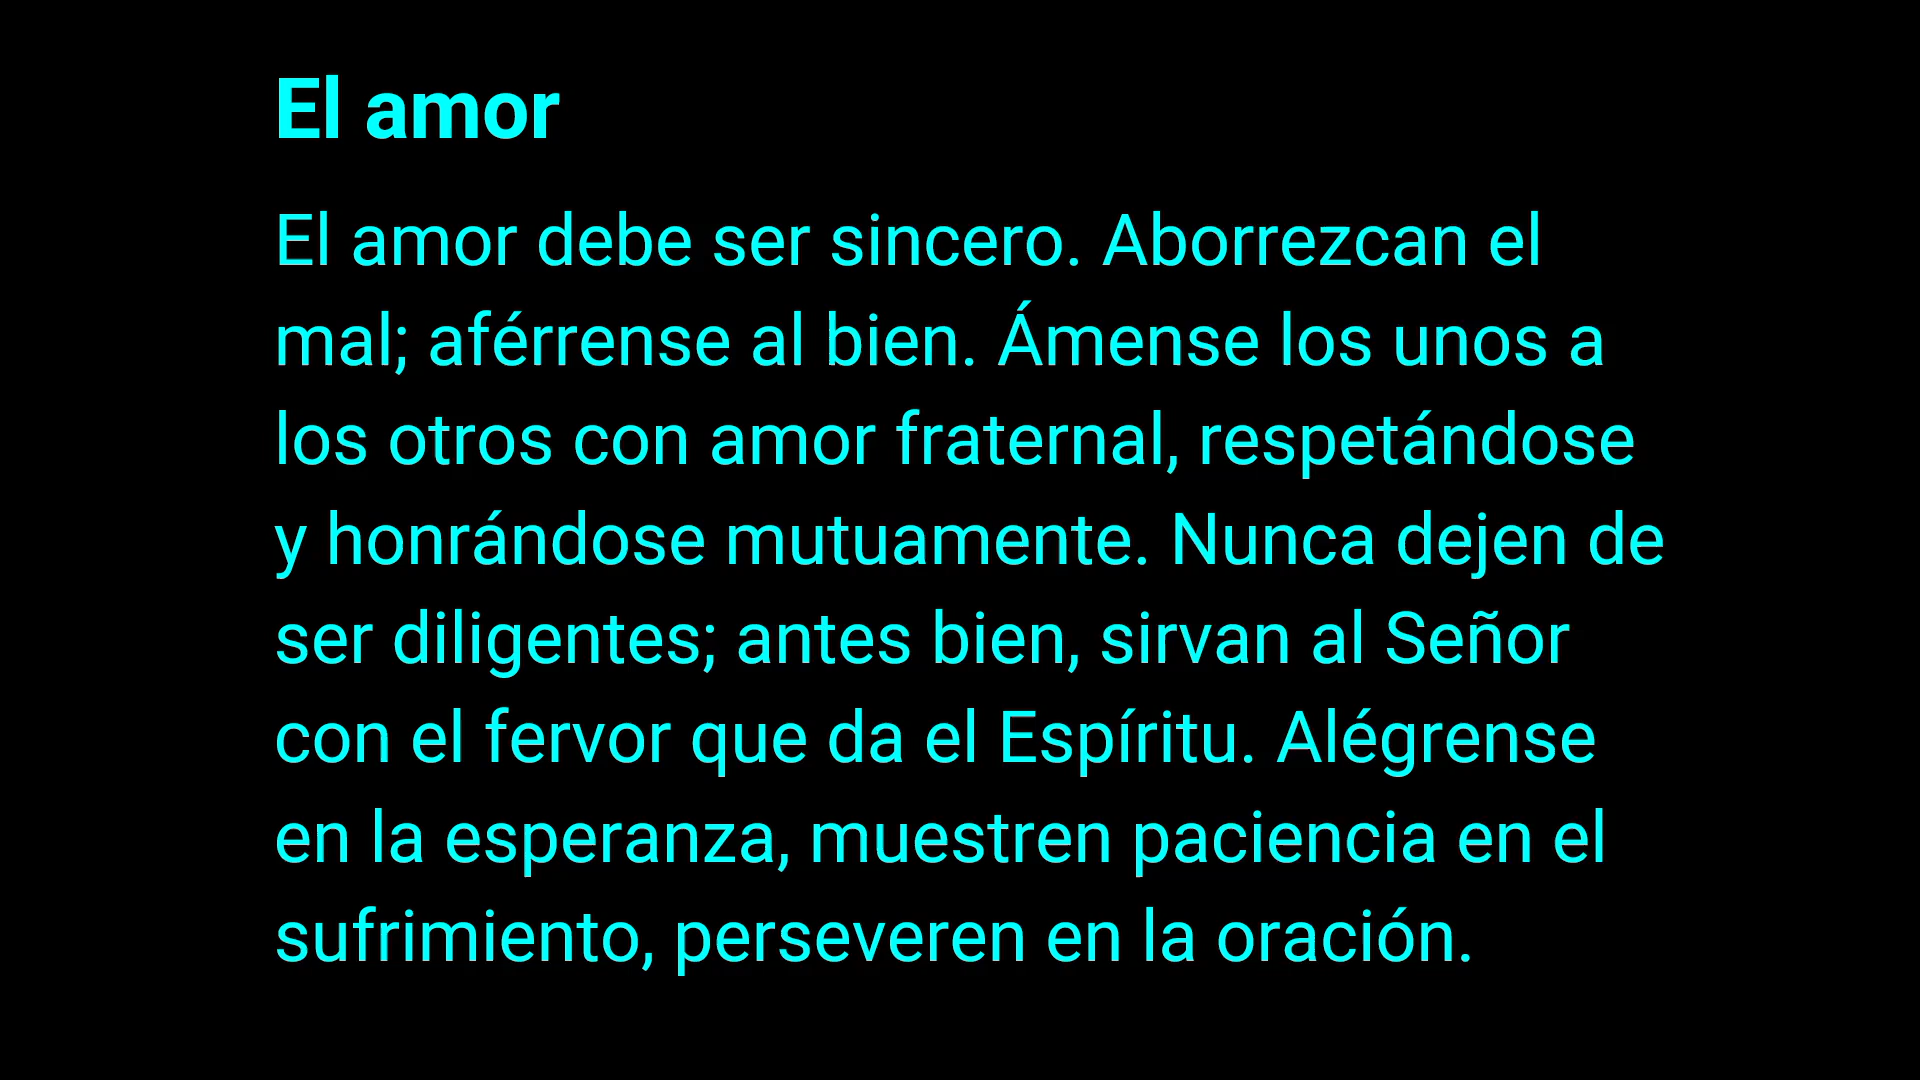 El amor
El amor debe ser sincero. Aborrezcan el
mal; aférrense al bien. Ámense los unos a
los otros con amor fraternal, respetándose
y honrándose mutuamente. Nunca dejen de
ser diligentes; antes bien, sirvan al Señor
con el fervor que da el Espíritu. Alégrense
en la esperanza, muestren paciencia en el
sufrimiento, perseveren en la oración.